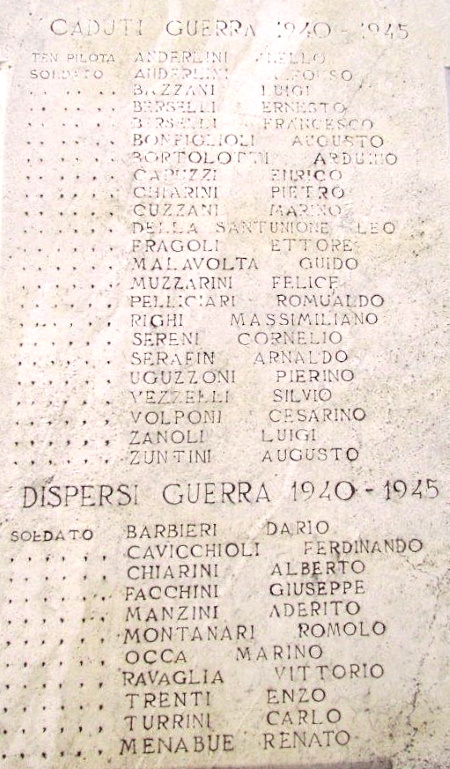 CADUTI GUERRA 1940 - 1945
TEN PILOTA ANDERLINI
SOLDATO ANDERLINI ALFONSO
" " " " BAZZANI LUIGI
" " " " BERSELLI ERNESTO
" " " " BERSELLI FRANCESCO
" " " " BONFIGLIOLI AUGUSTO
" " " " BORTOLOTTI ARDUINO
" " " " CAPUZZI ENRICO
" " " " CHIARINI PIETRO
" " " " CUZZANI MARINO
" " " " DELLA SANTUNIONE LEO
" " " " FRAGOLI ETTORE
" " " " MALAVOLTA GUIDO
" " " " MUZZARINI FELICE
" " " " PELLICIARI ROMUALDO
" " " " RIGHI MASSIMILIANO
" " " " SERENI CORNELIO
" " " " SERAFIN ARNALDO
" " " " UGUZZONI PIERINO
" " " " VEZZELLI SILVIO
" " " " VOLPONI CESARINO
" " " " ZANOLI LUIGI
" " " " ZUNTINI AUGUSTO
DISPERSI GUERRA 1940 - 1945
SOLDATO BARBIERI DARIO
" " " " CAVICCHIOLI FERDINANDO
" " " " CHIARINI ALBERTO
" " " " FACCHINI GIUSEPPE
" " " " MANZINI ADERITO
" " " " MONTANARI ROMOLO
" " " " OCCA MARINO
" " " " RAVAGLIA VITTORIO
" " " " TRENTI ENZO
" " " " TURRINI CARLO
" " " " MENABUE RENATO